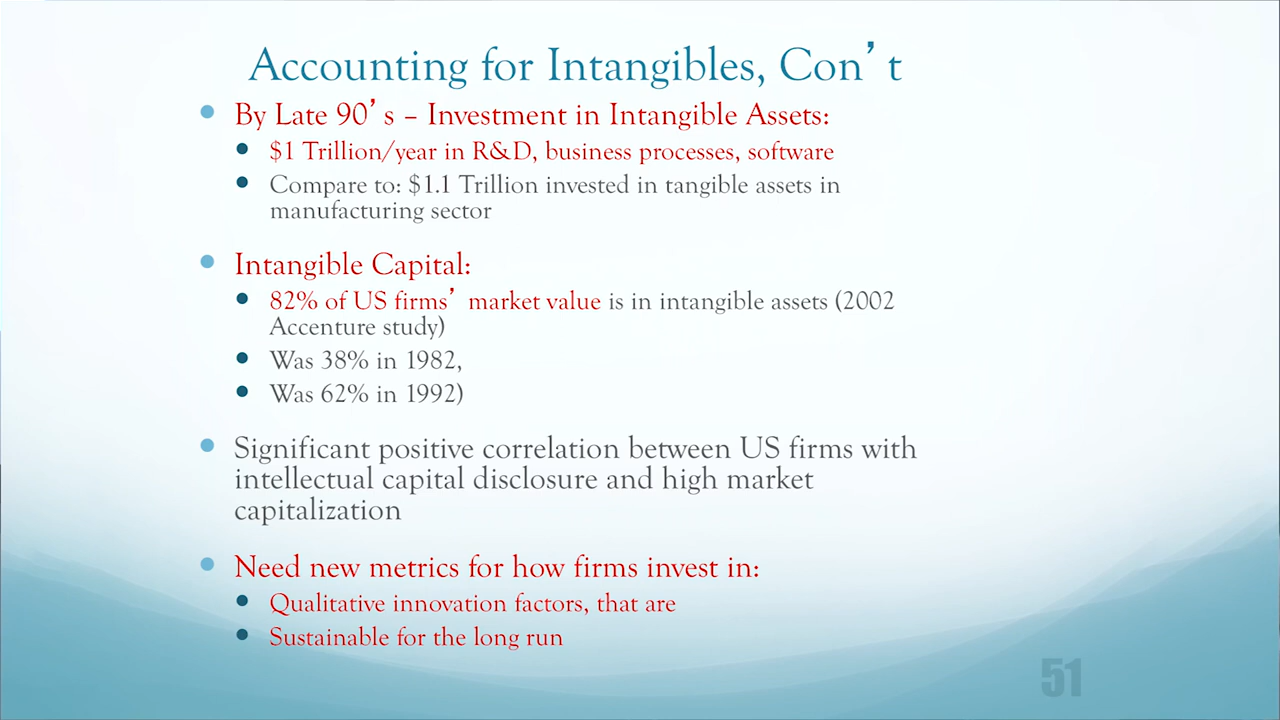 Accounting for Intangibles, Con’t
By Late 90’s – Investment in Intangible Assets:
$1 Trillion/year in R&D, business processes, software
Compare to: $1.1 Trillion invested in tangible assets in
manufacturing sector
Intangible Capital:
82% of US firms’ market value is in intangible assets (2002
Accenture study)
Was 38% in 1982,
Was 62% in 1992)
Significant positive correlation between US firms with
intellectual capital disclosure and high market
capitalization
Need new metrics for how firms invest in:
Qualitative innovation factors, that are
Sustainable for the long run
51